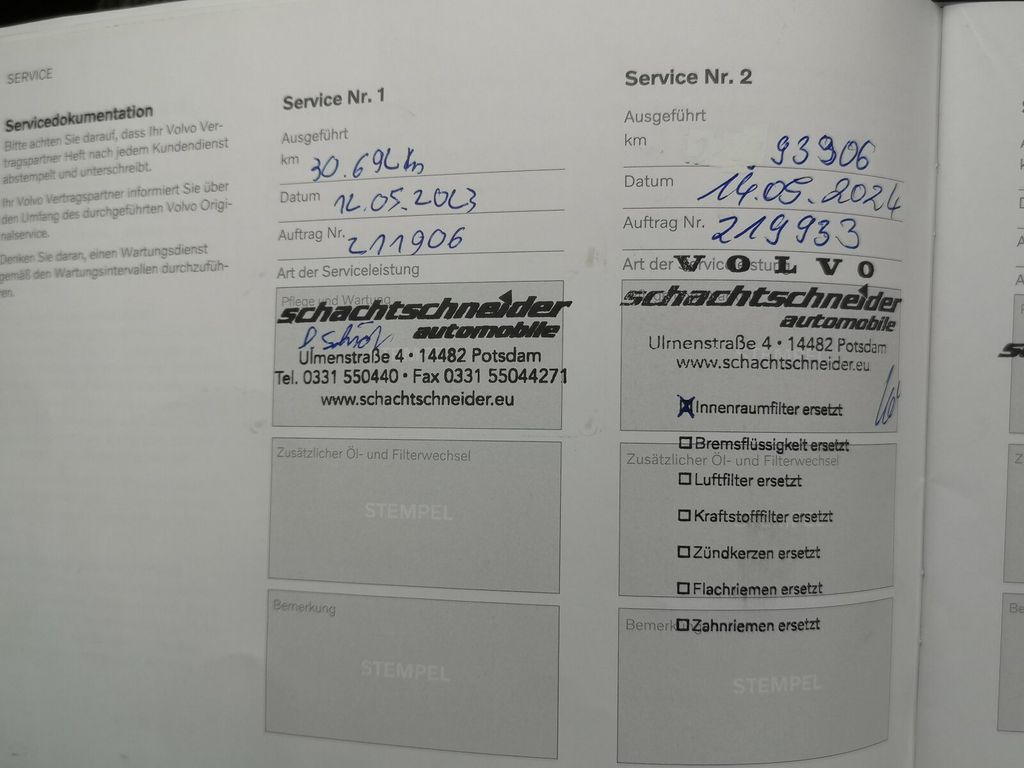 SERVICE
Servicedokumentation
Bitte achten Sie darauf, dass Ihr Volvo Ver-
tragspartner Heft nach jedem Kundendienst
abstempelt und unterschreibt.
Ihr Volvo Vertragspartner informiert Sie über
den Umfang des durchgeführten Volvo Origi-
nalservice.
Denken Sie daran, einen Wartungsdienst
gemäß den Wartungsintervallen durchzufüh-
ren.
Service Nr. 1
Ausgeführt
km 30.694 km
Datum 12.05.2023
Auftrag Nr. 211906
Art der Serviceleistung
Pflege und Wartung
schachtschneider
automobile
Ulmenstraße 4 • 14482 Potsdam
Tel. 0331 550440 • Fax 0331 55044271
www.schachtschneider.eu
Zusätzlicher Öl- und Filterwechsel
STEMPEL
Bemerkung
STEMPEL
Service Nr. 2
Ausgeführt
km 93906
Datum 14.05.2024
Auftrag Nr. 219933
Art der Serviceleistung
VOLVO
schachtschneider
automobile
Ulmenstraße 4 • 14482 Potsdam
www.schachtschneider.eu
Innenraumfilter ersetzt
Bremsflüssigkeit ersetzt
Zusätzlicher Öl- und Filterwechsel
Luftfilter ersetzt
Kraftstofffilter ersetzt
Zündkerzen ersetzt
Flachriemen ersetzt
Zahnriemen ersetzt
STEMPEL